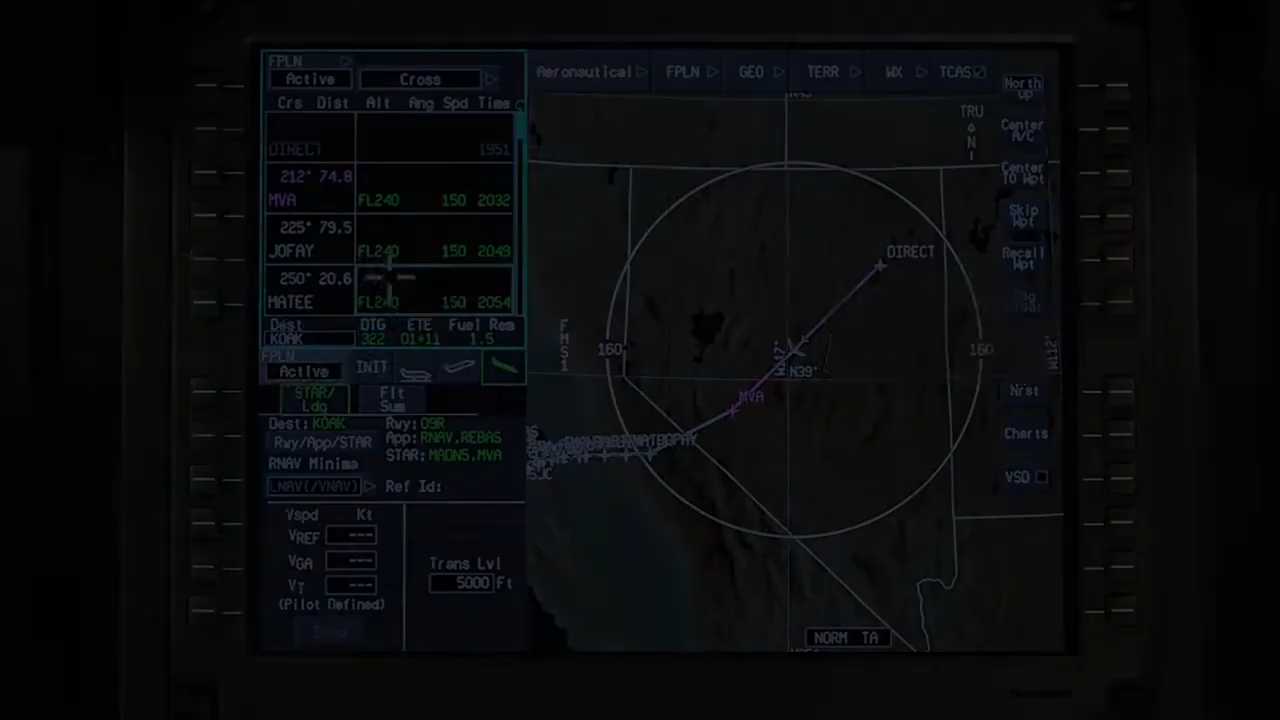 FPLN
Active Cross
Crs Dist Alt Ang Spd Time
DIRECT 1951
212° 74.8
MVA FL240 150 2032
225° 79.5
JOFAY FL240 150 2049
250° 20.6
MATEE FL240 150 2054
Dest DTG ETE Fuel Rem
KOAK 322 01+11 1.5
FPLN
Active INIT
STAR/
Ldg
Flt
Sum
Dest: KOAK Rwy:
Rwy/App/STAR App: RNAV.REBAS
STAR: MADN5.MVA
RNAV Minima
LNAV(/VNAV) Ref Id:
Vspd Kt
VREF ---
VGA ---
VT ---
(Pilot Defined)
Trans Lvl
5000 Ft
Aeronautical FPLN GEO TERR WX TCAS
TRU
N
DIRECT
FMS1
160 160
N39°
MVA
NORM TA
North
Up
Center
A/C
Center
TO Wpt
Skip
Wpt
Recall
Wpt
Nrst
Charts
VSD